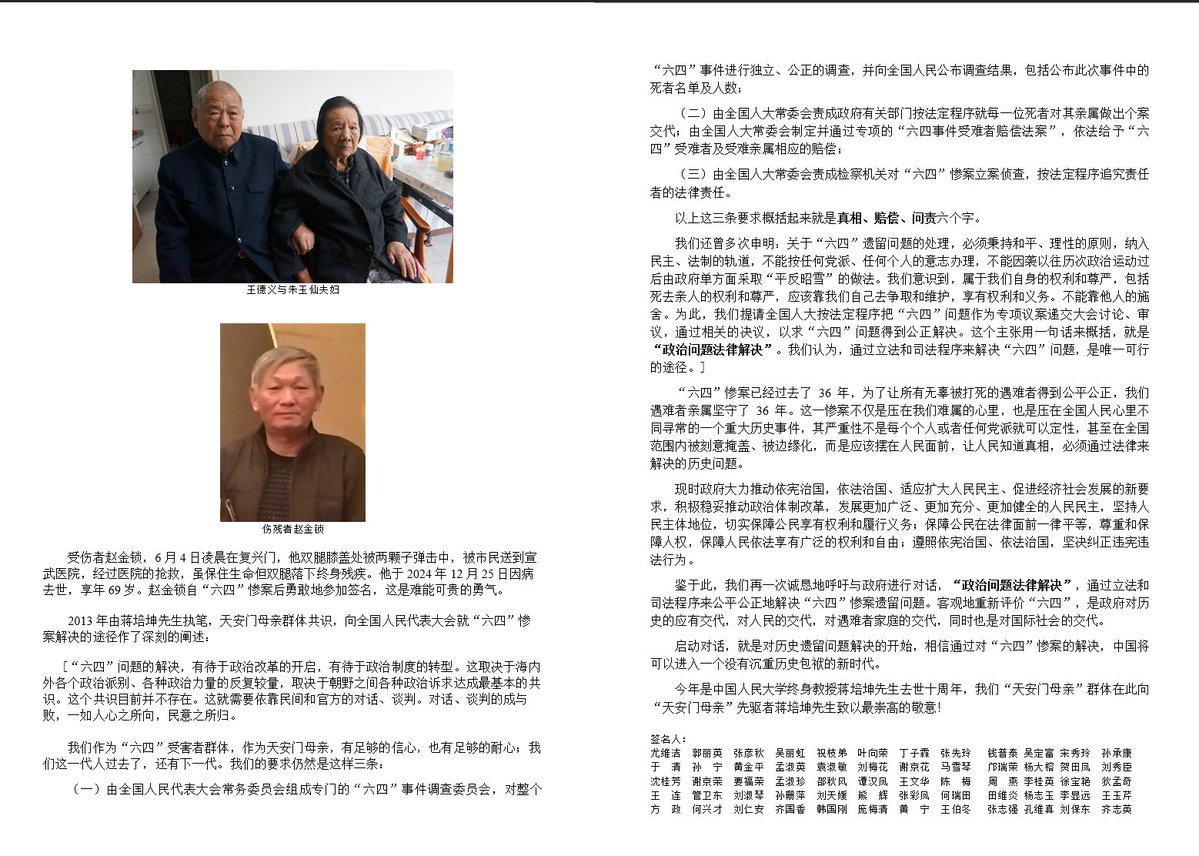 王德义与朱玉仙夫妇
伤残者赵金锁
受伤者赵金锁，6 月 4 日凌晨在复兴门，他双腿膝盖处被两颗子弹击中，被市民送到宣
武医院，经过医院的抢救，虽保住生命但双腿落下终身残疾。他于 2024 年 12 月 25 日因病
去世，享年 69 岁。赵金锁自“六四”惨案后勇敢地参加签名，这是难能可贵的勇气。
2013 年由蒋培坤先生执笔，天安门母亲群体共识，向全国人民代表大会就“六四”惨
案解决的途径作了深刻的阐述：
［“六四”问题的解决，有待于政治改革的开启，有待于政治制度的转型。这取决于海内
外各个政治派别、各种政治力量的反复较量，取决于朝野之间各种政治诉求达成最基本的共
识。这个共识目前并不存在。这就需要依靠民间和官方的对话、谈判。对话、谈判的成与
败，一如人心之所向，民意之所归。
我们作为“六四”受害者群体，作为天安门母亲，有足够的信心，也有足够的耐心；我
们这一代人过去了，还有下一代。我们的要求仍然是这样三条：
（一）由全国人民代表大会常务委员会组成专门的“六四”事件调查委员会，对整个
“六四”事件进行独立、公正的调查，并向全国人民公布调查结果，包括公布此次事件中的
死者名单及人数；
（二）由全国人大常委会责成政府有关部门按法定程序就每一位死者对其亲属做出个案
交代；由全国人大常委会制定并通过专项的“六四事件受难者赔偿法案”，依法给予“六
四”受难者及受难亲属相应的赔偿；
（三）由全国人大常委会责成检察机关对“六四”惨案立案侦查，按法定程序追究责任
者的法律责任。
以上这三条要求概括起来就是真相、赔偿、问责六个字。
我们还曾多次申明：关于“六四”遗留问题的处理，必须秉持和平、理性的原则，纳入
民主、法制的轨道，不能按任何党派、任何个人的意志办理，不能因袭以往历次政治运动过
后由政府单方面采取“平反昭雪”的做法。我们意识到，属于我们自身的权利和尊严，包括
死去亲人的权利和尊严，应该靠我们自己去争取和维护，享有权利和义务。不能靠他人的施
舍。为此，我们提请全国人大按法定程序把“六四”问题作为专项议案递交大会讨论、审
议，通过相关的决议，以求“六四”问题得到公正解决。这个主张用一句话来概括，就是
“政治问题法律解决”。我们认为，通过立法和司法程序来解决“六四”问题，是唯一可行
的途径。］
“六四”惨案已经过去了 36 年，为了让所有无辜被打死的遇难者得到公平公正，我们
遇难者亲属坚守了 36 年。这一惨案不仅是压在我们难属的心里，也是压在全国人民心里不
同寻常的一个重大历史事件，其严重性不是每个个人或者任何党派就可以定性，甚至在全国
范围内被刻意掩盖、被边缘化，而是应该摆在人民面前，让人民知道真相，必须通过法律来
解决的历史问题。
现时政府大力推动依宪治国，依法治国、适应扩大人民民主、促进经济社会发展的新要
求，积极稳妥推动政治体制改革，发展更加广泛、更加充分、更加健全的人民民主，坚持人
民主体地位，切实保障公民享有权利和履行义务；保障公民在法律面前一律平等，尊重和保
障人权，保障人民依法享有广泛的权利和自由；遵照依宪治国、依法治国，坚决纠正违宪违
法行为。
鉴于此，我们再一次诚恳地呼吁与政府进行对话，“政治问题法律解决”，通过立法和
司法程序来公平公正地解决“六四”惨案遗留问题。客观地重新评价“六四”，是政府对历
史的应有交代，对人民的交代，对遇难者家庭的交代，同时也是对国际社会的交代。
启动对话，就是对历史遗留问题解决的开始，相信通过对“六四”惨案的解决，中国将
可以进入一个没有沉重历史包袱的新时代。
今年是中国人民大学终身教授蒋培坤先生去世十周年，我们“天安门母亲”群体在此向
“天安门母亲”先驱者蒋培坤先生致以最崇高的敬意！
签名人：
尤维洁 郭丽英 张彦秋 吴丽虹 祝枝弟 叶向荣 丁子霖 张先玲 钱普泰 吴定富 宋秀玲 孙承康
于 清 孙 宁 黄金平 孟淑英 袁淑敏 刘梅花 谢京花 马雪琴 邝瑞荣 杨大榕 贺田凤 刘秀臣
沈桂芳 谢京荣 要福荣 孟淑珍 邵秋风 谭汉凤 王文华 陈 梅 周 燕 李桂英 徐宝艳 狄孟奇
王 连 管卫东 刘淑琴 孙珊萍 刘天媛 熊 辉 张彩凤 何瑞田 田维炎 杨志玉 李显远 王玉芹
方 政 何兴才 刘仁安 齐国香 韩国刚 庞梅清 黄 宁 王伯冬 张志强 孔维真 刘保东 齐志英